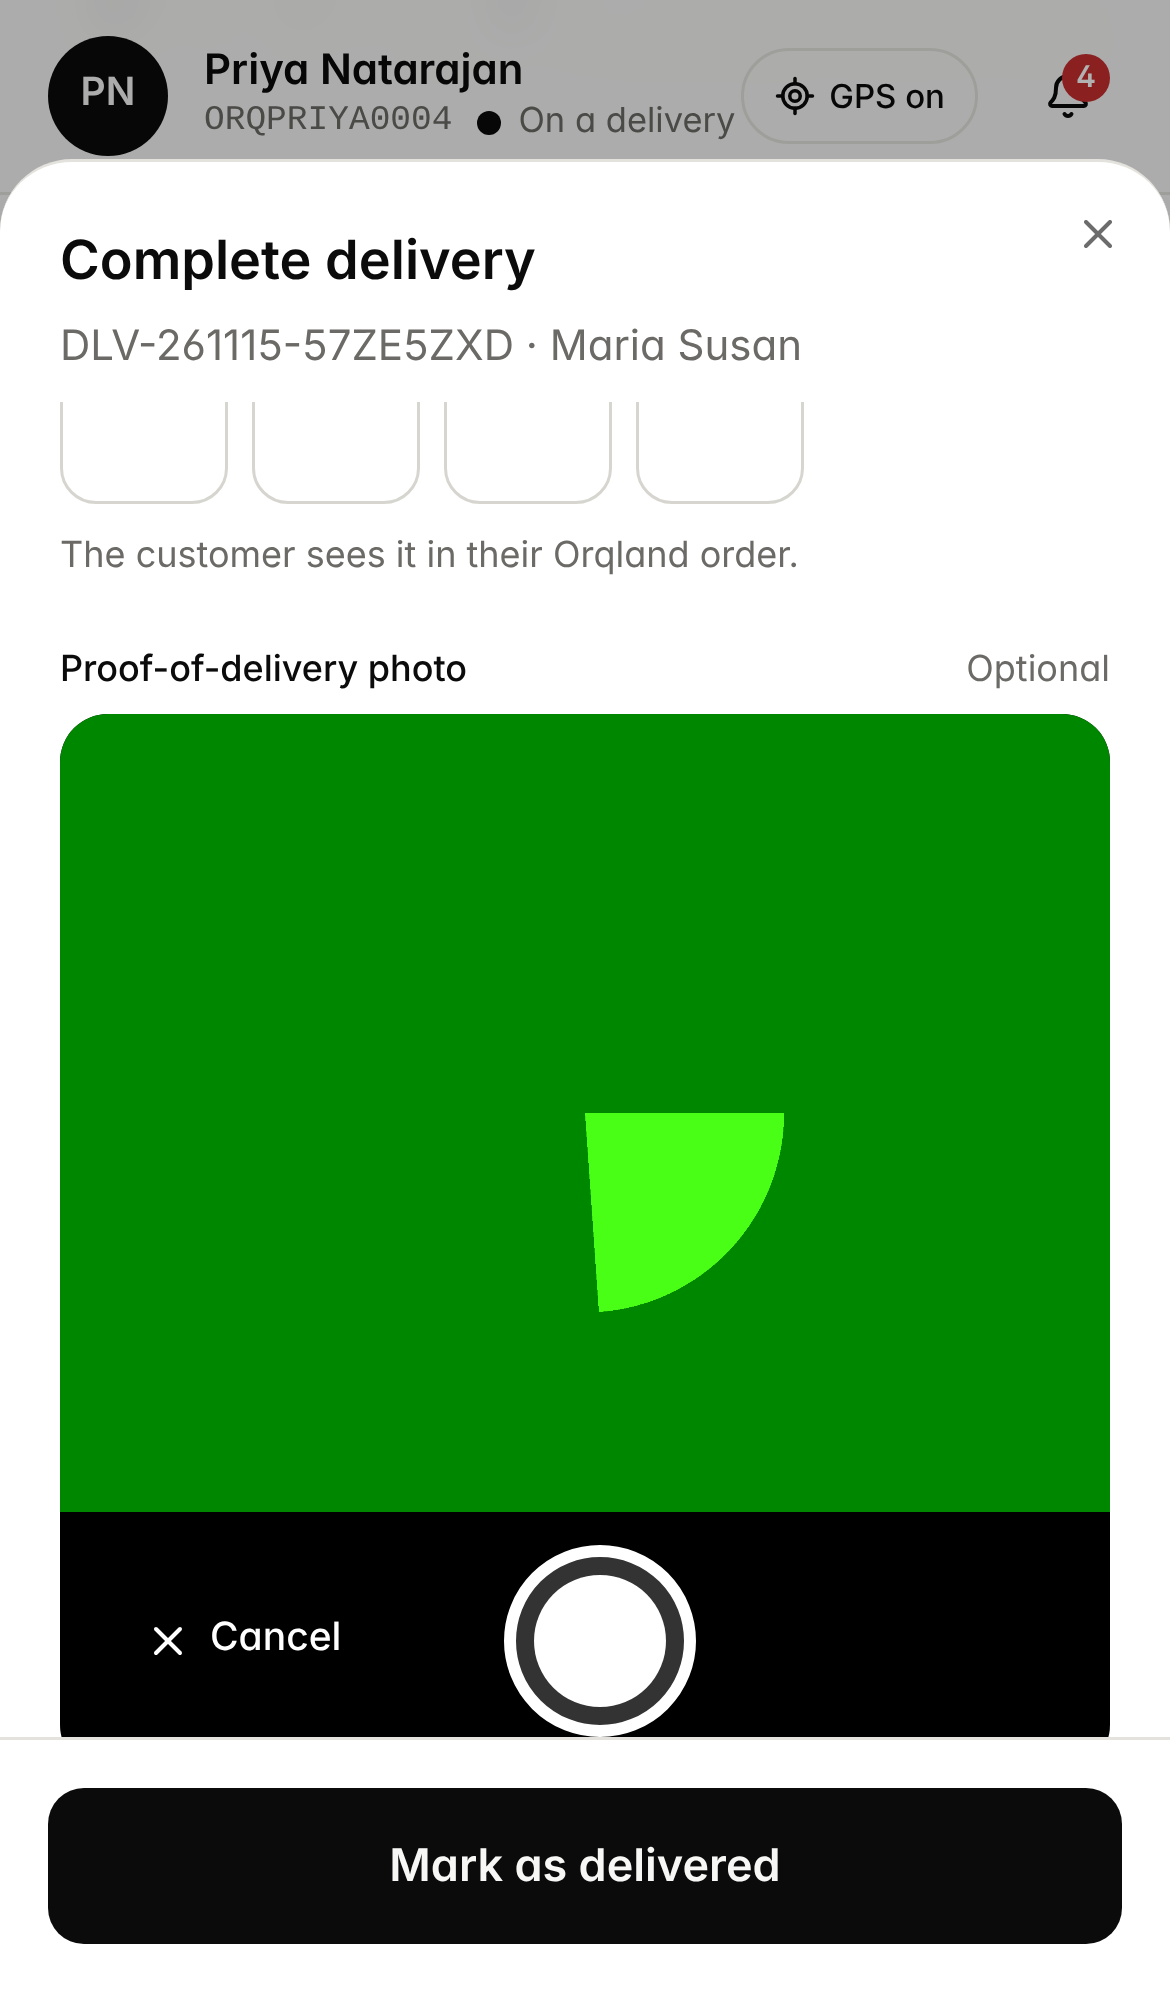 PN
Priya Natarajan
ORQPRIYA0004 ● On a delivery
GPS on
4
Complete delivery
DLV-261115-57ZE5ZXD · Maria Susan
The customer sees it in their Orqland order.
Proof-of-delivery photo
Optional
Cancel
Mark as delivered